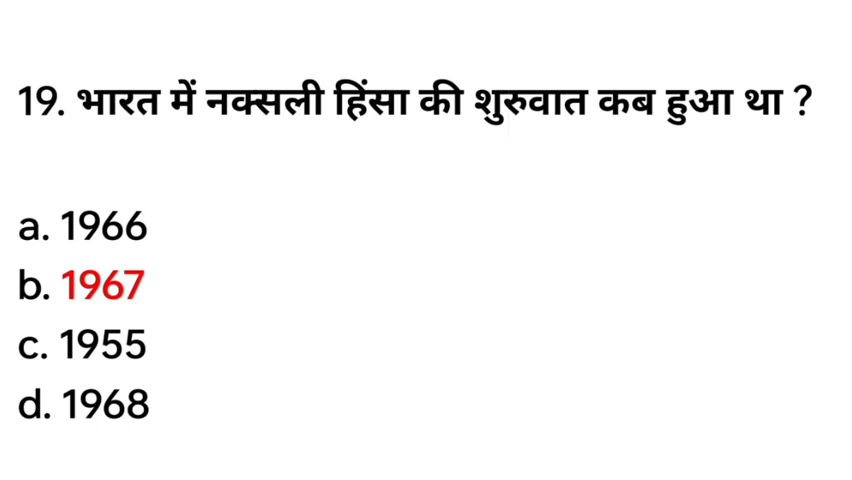 19. भारत में नक्सली हिंसा की शुरुवात कब हुआ था ?
a. 1966
b. 1967
c. 1955
d. 1968